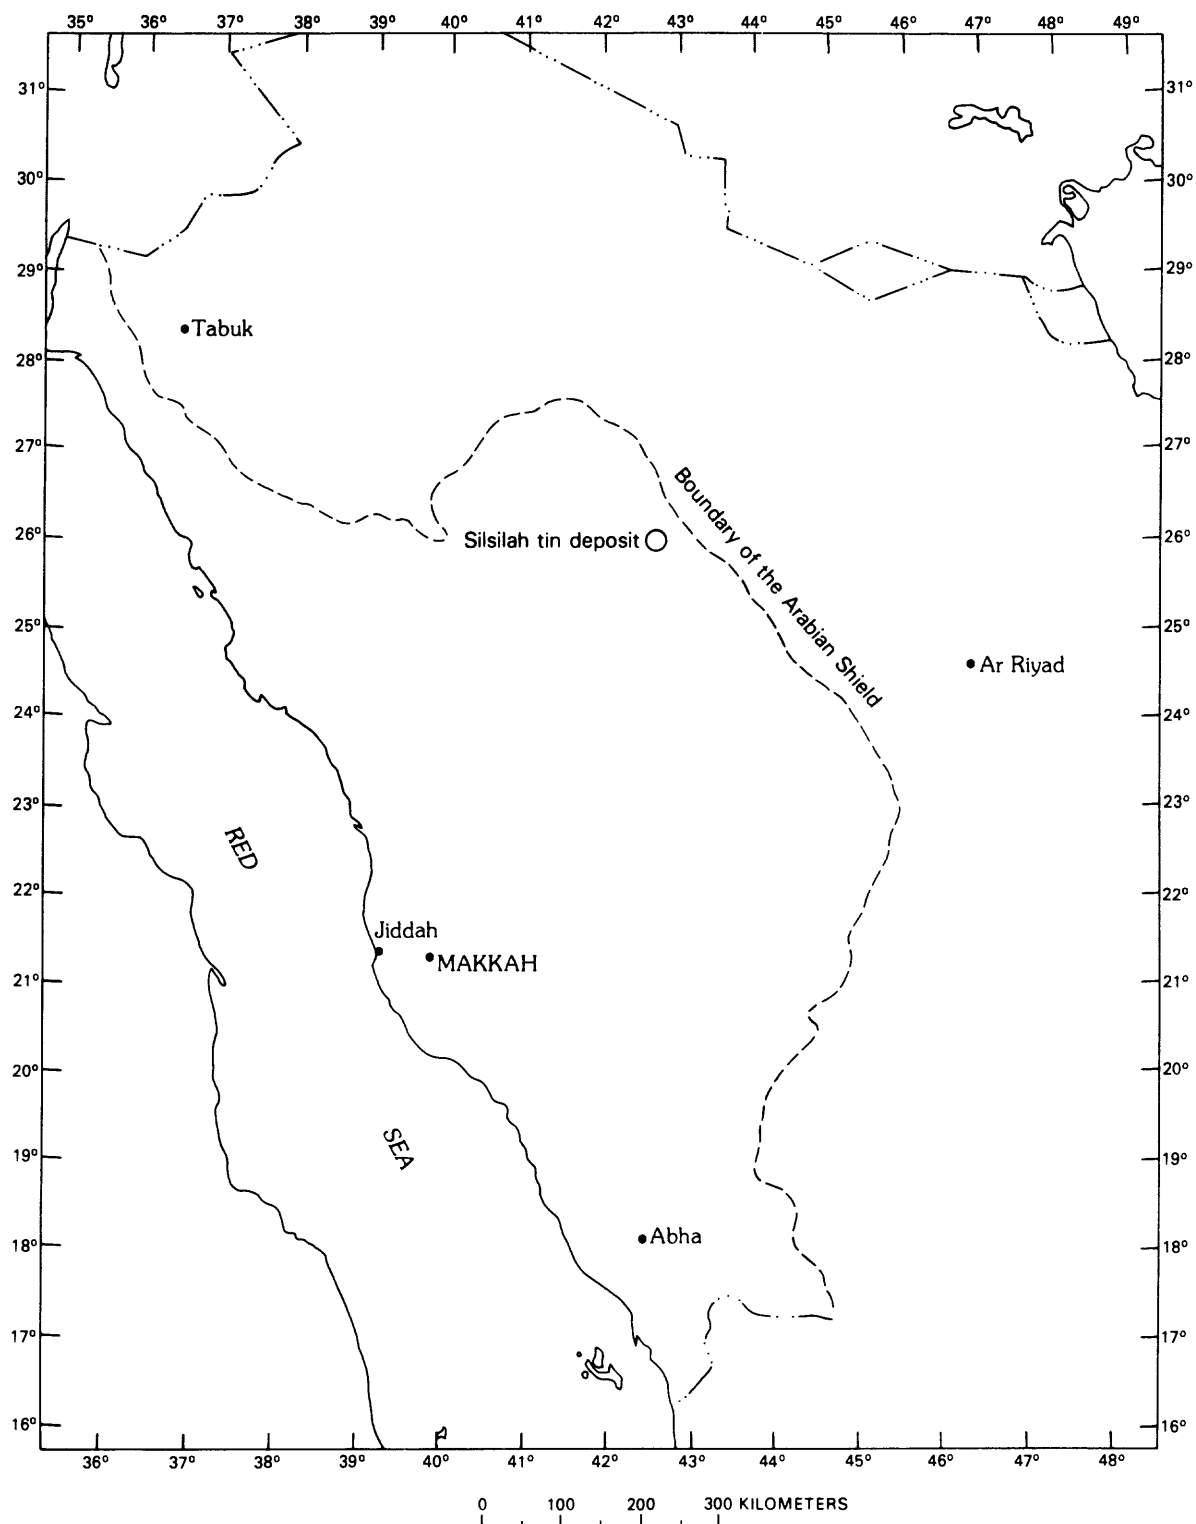 35° 36° 37° 38° 39° 40° 41° 42° 43° 44° 45° 46° 47° 48° 49°
31° 31°
30° 30°
29° 29°
Tabuk
28° 28°
27° 27°
Boundary of the Arabian Shield
26° Silsilah tin deposit 26°
25° 25°
Ar Riyad
24° 24°
23° 23°
RED
22° 22°
Jiddah
MAKKAH
21° 21°
20° 20°
SEA
19° 19°
Abha
18° 18°
17° 17°
16° 16°
36° 37° 38° 39° 40° 41° 42° 43° 44° 45° 46° 47° 48°
0 100 200 300 KILOMETERS